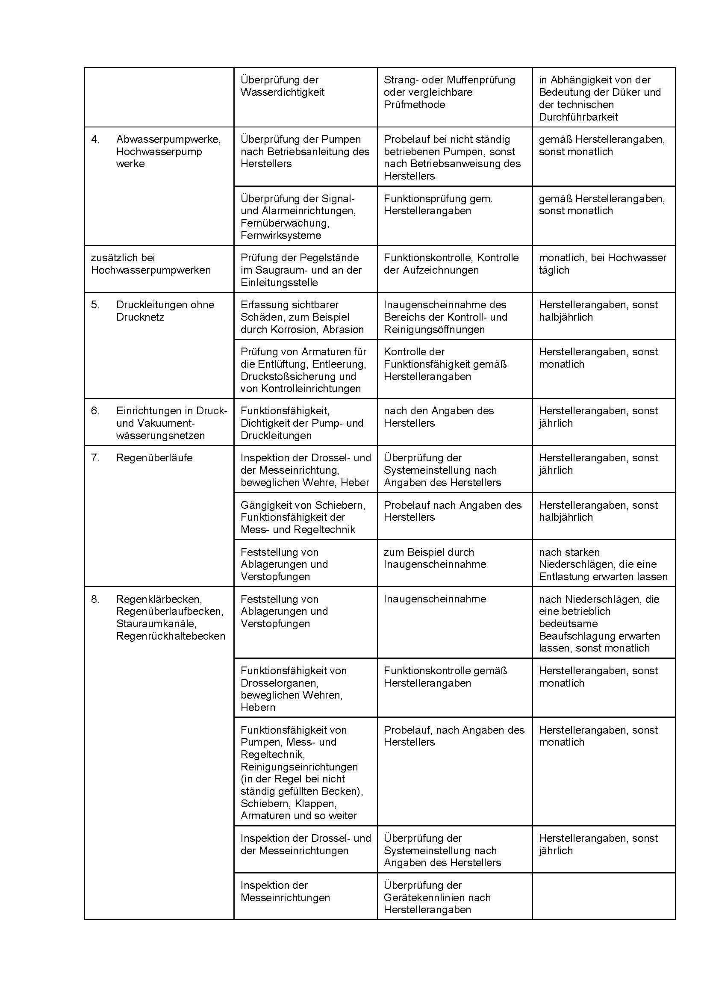 Überprüfung der
Wasserdichtigkeit
Strang- oder Muffenprüfung
oder vergleichbare
Prüfmethode
in Abhängigkeit von der
Bedeutung der Düker und
der technischen
Durchführbarkeit
4. Abwasserpumpwerke,
Hochwasserpump
werke
Überprüfung der Pumpen
nach Betriebsanleitung des
Herstellers
Probelauf bei nicht ständig
betriebenen Pumpen, sonst
nach Betriebsanweisung des
Herstellers
gemäß Herstellerangaben,
sonst monatlich
Überprüfung der Signal-
und Alarmeinrichtungen,
Fernüberwachung,
Fernwirksysteme
Funktionsprüfung gem.
Herstellerangaben
gemäß Herstellerangaben,
sonst monatlich
zusätzlich bei
Hochwasserpumpwerken
Prüfung der Pegelstände
im Saugraum- und an der
Einleitungsstelle
Funktionskontrolle, Kontrolle
der Aufzeichnungen
monatlich, bei Hochwasser
täglich
5. Druckleitungen ohne
Drucknetz
Erfassung sichtbarer
Schäden, zum Beispiel
durch Korrosion, Abrasion
Inaugenscheinnahme des
Bereichs der Kontroll- und
Reinigungsöffnungen
Herstellerangaben, sonst
halbjährlich
Prüfung von Armaturen für
die Entlüftung, Entleerung,
Druckstoßsicherung und
von Kontrolleinrichtungen
Kontrolle der
Funktionsfähigkeit gemäß
Herstellerangaben
Herstellerangaben, sonst
monatlich
6. Einrichtungen in Druck-
und Vakuument-
wässerungsnetzen
Funktionsfähigkeit,
Dichtigkeit der Pump- und
Druckleitungen
nach den Angaben des
Herstellers
Herstellerangaben, sonst
jährlich
7. Regenüberläufe
Inspektion der Drossel- und
der Messeinrichtung,
beweglichen Wehre, Heber
Überprüfung der
Systemeinstellung nach
Angaben des Herstellers
Herstellerangaben, sonst
jährlich
Gängigkeit von Schiebern,
Funktionsfähigkeit der
Mess- und Regeltechnik
Probelauf nach Angaben des
Herstellers
Herstellerangaben, sonst
halbjährlich
Feststellung von
Ablagerungen und
Verstopfungen
zum Beispiel durch
Inaugenscheinnahme
nach starken
Niederschlägen, die eine
Entlastung erwarten lassen
8. Regenklärbecken,
Regenüberlaufbecken,
Stauraumkanäle,
Regenrückhaltebecken
Feststellung von
Ablagerungen und
Verstopfungen
Inaugenscheinnahme
nach Niederschlägen, die
eine betrieblich
bedeutsame
Beaufschlagung erwarten
lassen, sonst monatlich
Funktionsfähigkeit von
Drosselorganen,
beweglichen Wehren,
Hebern
Funktionskontrolle gemäß
Herstellerangaben
Herstellerangaben, sonst
monatlich
Funktionsfähigkeit von
Pumpen, Mess- und
Regeltechnik,
Reinigungseinrichtungen
(in der Regel bei nicht
ständig gefüllten Becken),
Schiebern, Klappen,
Armaturen und so weiter
Probelauf, nach Angaben des
Herstellers
Herstellerangaben, sonst
monatlich
Inspektion der Drossel- und
der Messeinrichtungen
Überprüfung der
Systemeinstellung nach
Angaben des Herstellers
Herstellerangaben, sonst
jährlich
Inspektion der
Messeinrichtungen
Überprüfung der
Gerätekennlinien nach
Herstellerangaben